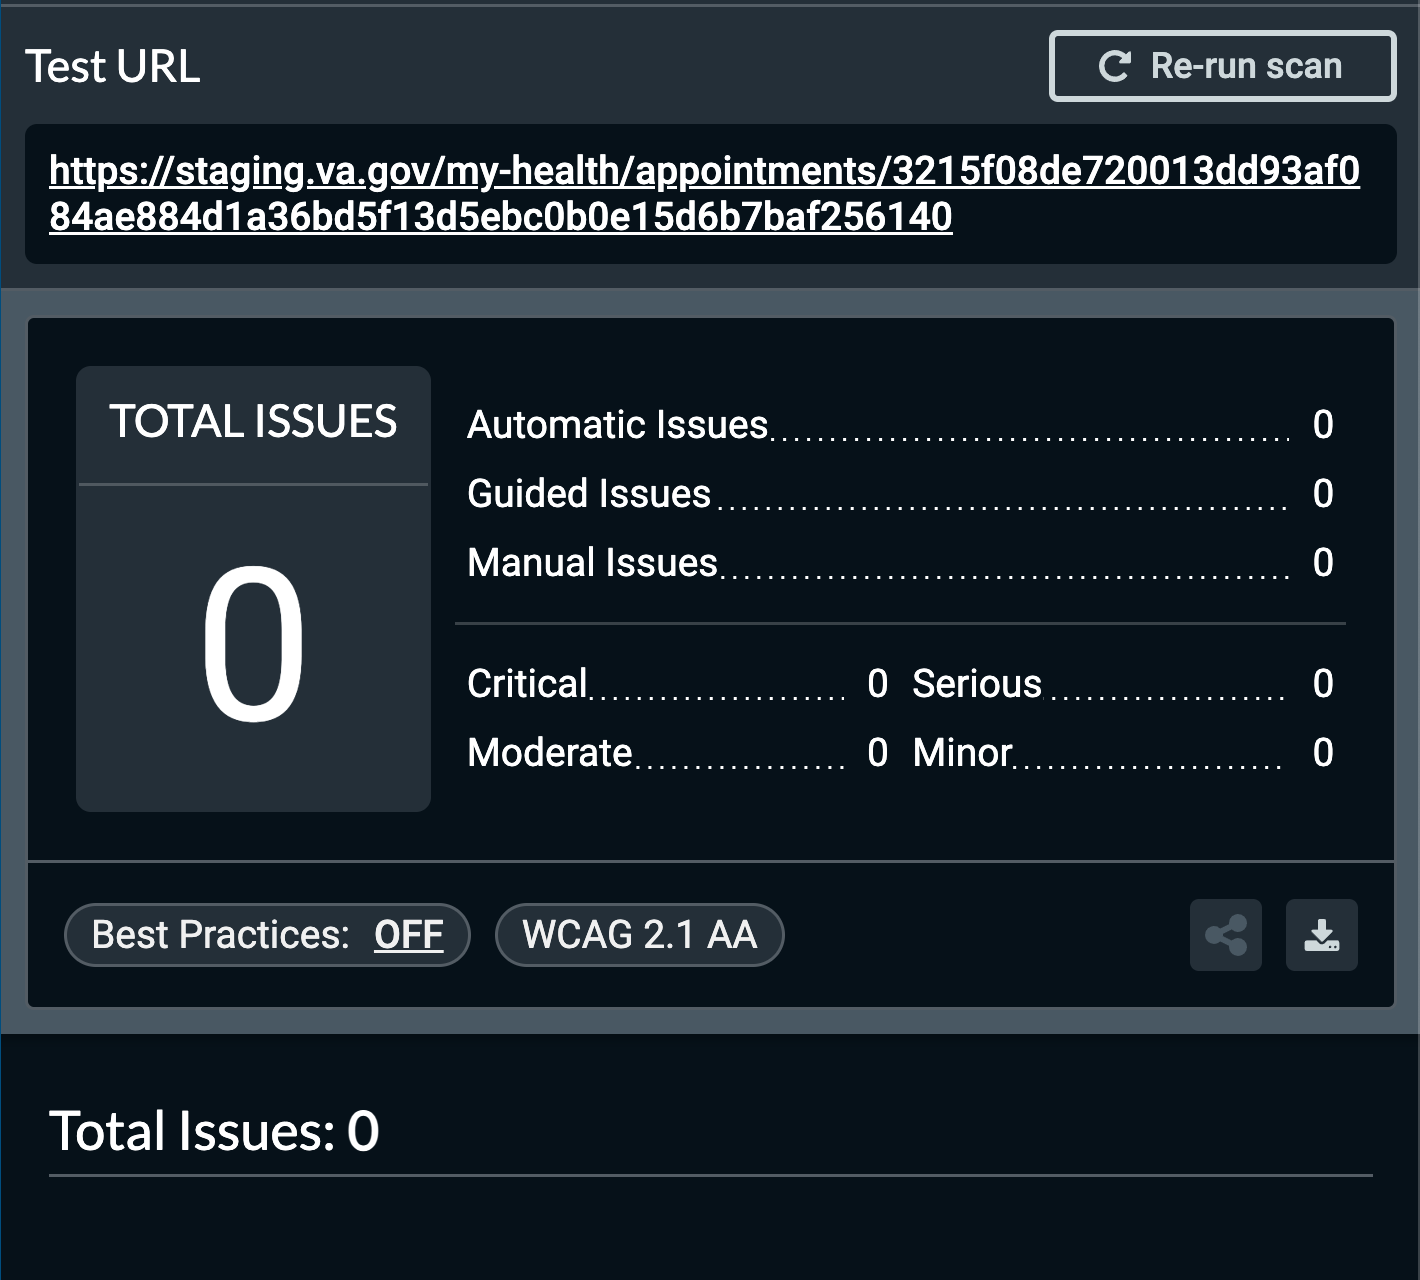 Test URL
Re-run scan
https://staging.va.gov/my-health/appointments/3215f08de720013dd93af0
84ae884d1a36bd5f13d5ebc0b0e15d6b7baf256140
TOTAL ISSUES
0
Automatic Issues 0
Guided Issues 0
Manual Issues 0
Critical 0 Serious 0
Moderate 0 Minor 0
Best Practices: OFF
WCAG 2.1 AA
Total Issues: 0